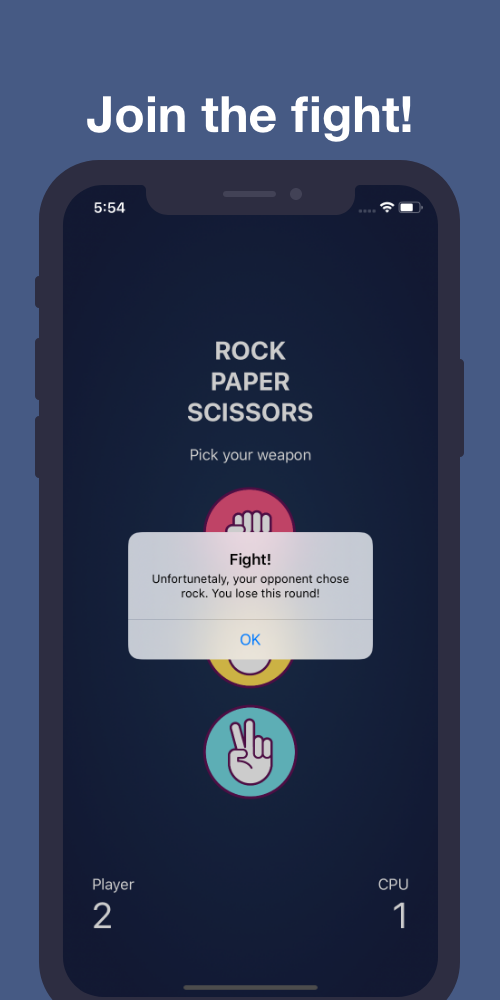 Join the fight!
5:54
ROCK
PAPER
SCISSORS
Pick your weapon
Fight!
Unfortunetaly, your opponent chose
rock. You lose this round!
OK
Player
CPU
2
1